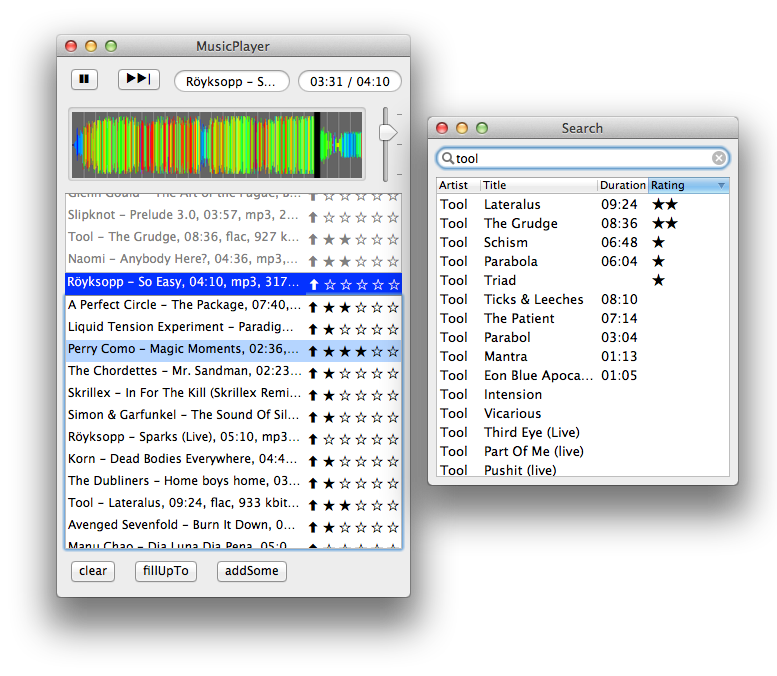 MusicPlayer
Röyksopp – S...
03:31 / 04:10
Glenn Gould – The Art of the Fugue, b...
Slipknot – Prelude 3.0, 03:57, mp3, 2...
Tool – The Grudge, 08:36, flac, 927 k...
Naomi – Anybody Here?, 04:36, mp3,...
Röyksopp – So Easy, 04:10, mp3, 317...
A Perfect Circle – The Package, 07:40,...
Liquid Tension Experiment – Paradig...
Perry Como – Magic Moments, 02:36,...
The Chordettes – Mr. Sandman, 02:23...
Skrillex – In For The Kill (Skrillex Remi...
Simon & Garfunkel – The Sound Of Sil...
Röyksopp – Sparks (Live), 05:10, mp3...
Korn – Dead Bodies Everywhere, 04:4...
The Dubliners – Home boys home, 03...
Tool – Lateralus, 09:24, flac, 933 kbit...
Avenged Sevenfold – Burn It Down, 0...
Manu Chao – Dia Luna Dia Pena, 05:0...
clear
fillUpTo
addSome
Search
tool
Artist Title Duration Rating
Tool Lateralus 09:24 ★★
Tool The Grudge 08:36 ★★
Tool Schism 06:48 ★
Tool Parabola 06:04 ★
Tool Triad ★
Tool Ticks & Leeches 08:10
Tool The Patient 07:14
Tool Parabol 03:04
Tool Mantra 01:13
Tool Eon Blue Apoca... 01:05
Tool Intension
Tool Vicarious
Tool Third Eye (Live)
Tool Part Of Me (live)
Tool Pushit (live)